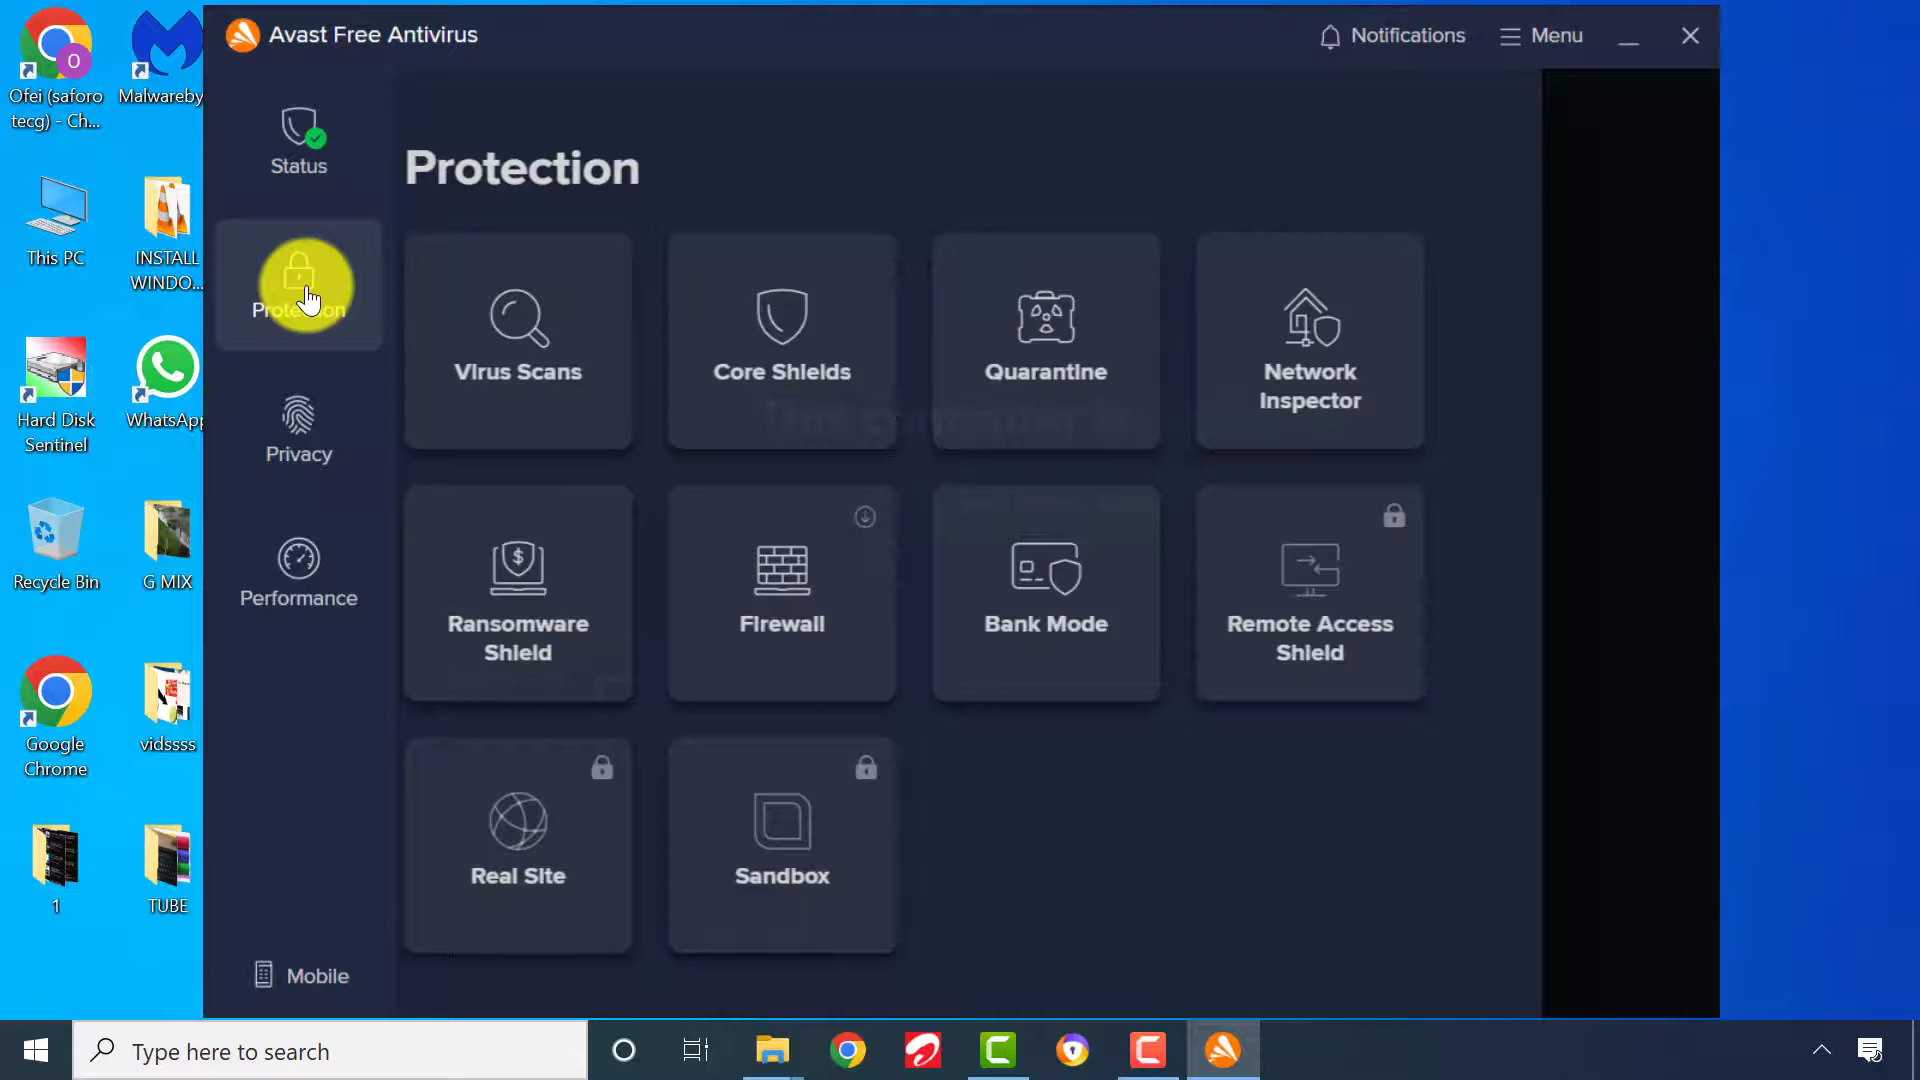 Avast Free Antivirus
Notifications
Menu
Ofei (saforo
tecg) - Ch...
Malwareby
Status
Protection
Protection
This PC
INSTALL
WINDO...
Virus Scans
Core Shields
Quarantine
Network
Inspector
Hard Disk
Sentinel
WhatsApp
Privacy
Recycle Bin
G MIX
Performance
Ransomware
Shield
Firewall
Bank Mode
Remote Access
Shield
Google
Chrome
vidssss
Real Site
Sandbox
1
TUBE
Mobile
Type here to search